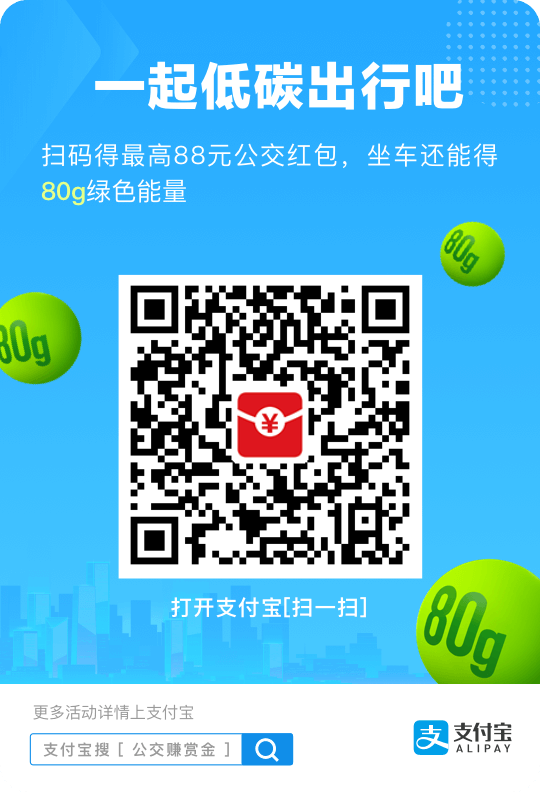 一起低碳出行吧
扫码得最高88元公交红包，坐车还能得
80g绿色能量
80g
80g
¥
打开支付宝[扫一扫]
80g
更多活动详情上支付宝
支付宝搜 [ 公交赚赏金 ]
支 支付宝
ALIPAY